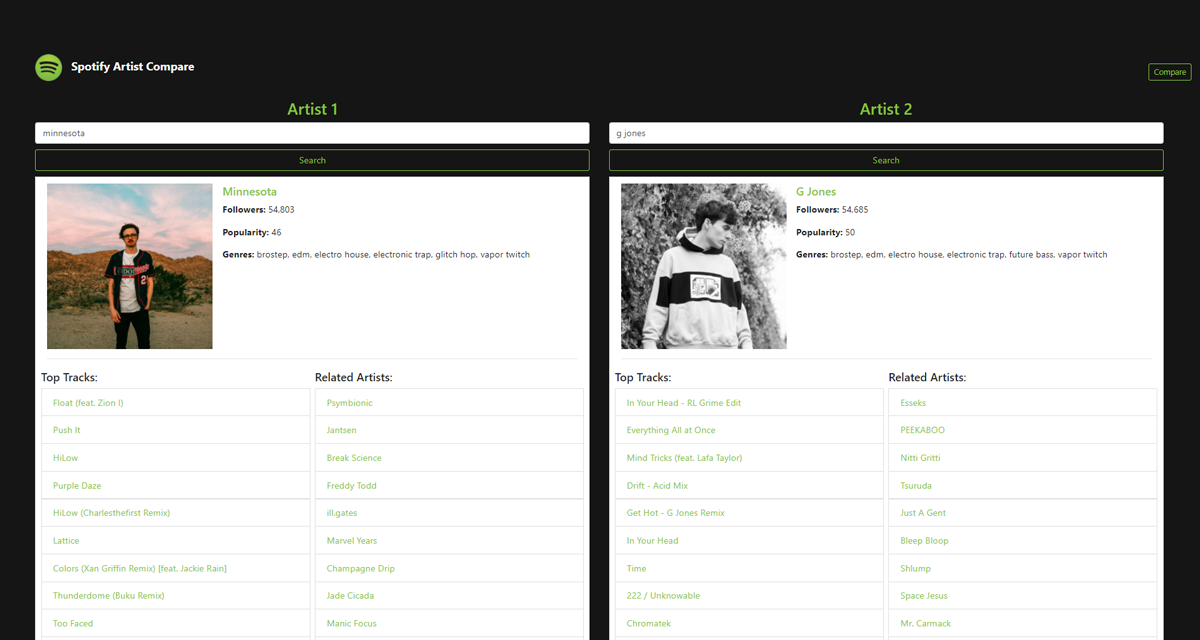 Spotify Artist Compare
Compare
Artist 1
minnesota
Search
Minnesota
Followers: 54,803
Popularity: 46
Genres: brostep, edm, electro house, electronic trap, glitch hop, vapor twitch
Top Tracks:
Float (feat. Zion I)
Push It
HiLow
Purple Daze
HiLow (Charlesthefirst Remix)
Lattice
Colors (Xan Griffin Remix) [feat. Jackie Rain]
Thunderdome (Buku Remix)
Too Faced
Related Artists:
Psymbionic
Jantsen
Break Science
Freddy Todd
ill.gates
Marvel Years
Champagne Drip
Jade Cicada
Manic Focus
Artist 2
g jones
Search
G Jones
Followers: 54,685
Popularity: 50
Genres: brostep, edm, electro house, electronic trap, future bass, vapor twitch
Top Tracks:
In Your Head - RL Grime Edit
Everything All at Once
Mind Tricks (feat. Lafa Taylor)
Drift - Acid Mix
Get Hot - G Jones Remix
In Your Head
Time
222 / Unknowable
Chromatek
Related Artists:
Esseks
PEEKABOO
Nitti Gritti
Tsuruda
Just A Gent
Bleep Bloop
Shlump
Space Jesus
Mr. Carmack